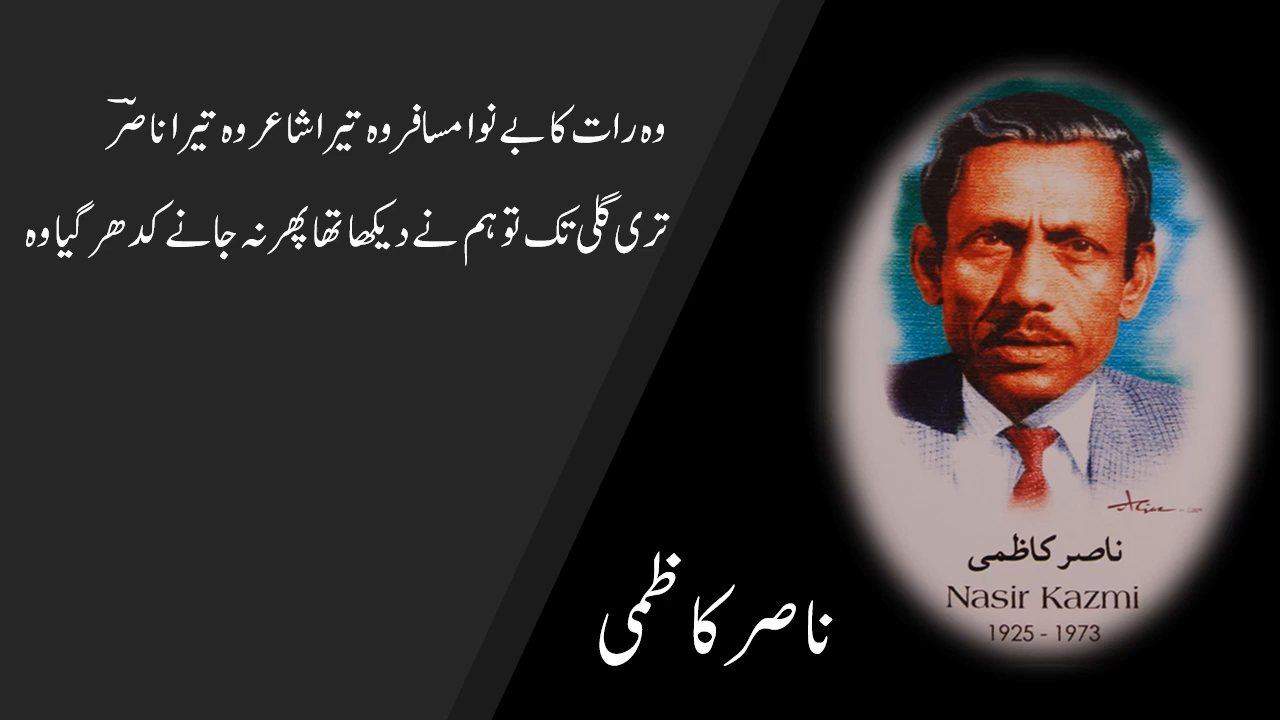 وہ رات کا بے نوا مسافر وہ تیرا شاعر وہ تیرا ناصرؔ
تری گلی تک تو ہم نے دیکھا تھا پھر نہ جانے کدھر گیا وہ
ناصر کاظمی
ناصر کاظمی
Nasir Kazmi
1925 - 1973